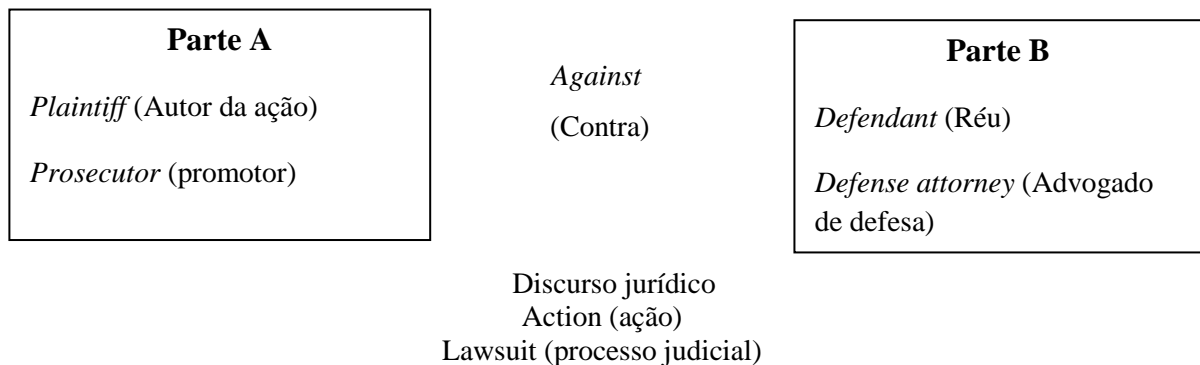 Parte A
Plaintiff (Autor da ação)
Prosecutor (promotor)
Against
(Contra)
Parte B
Defendant (Réu)
Defense attorney (Advogado
de defesa)
Discurso jurídico
Action (ação)
Lawsuit (processo judicial)